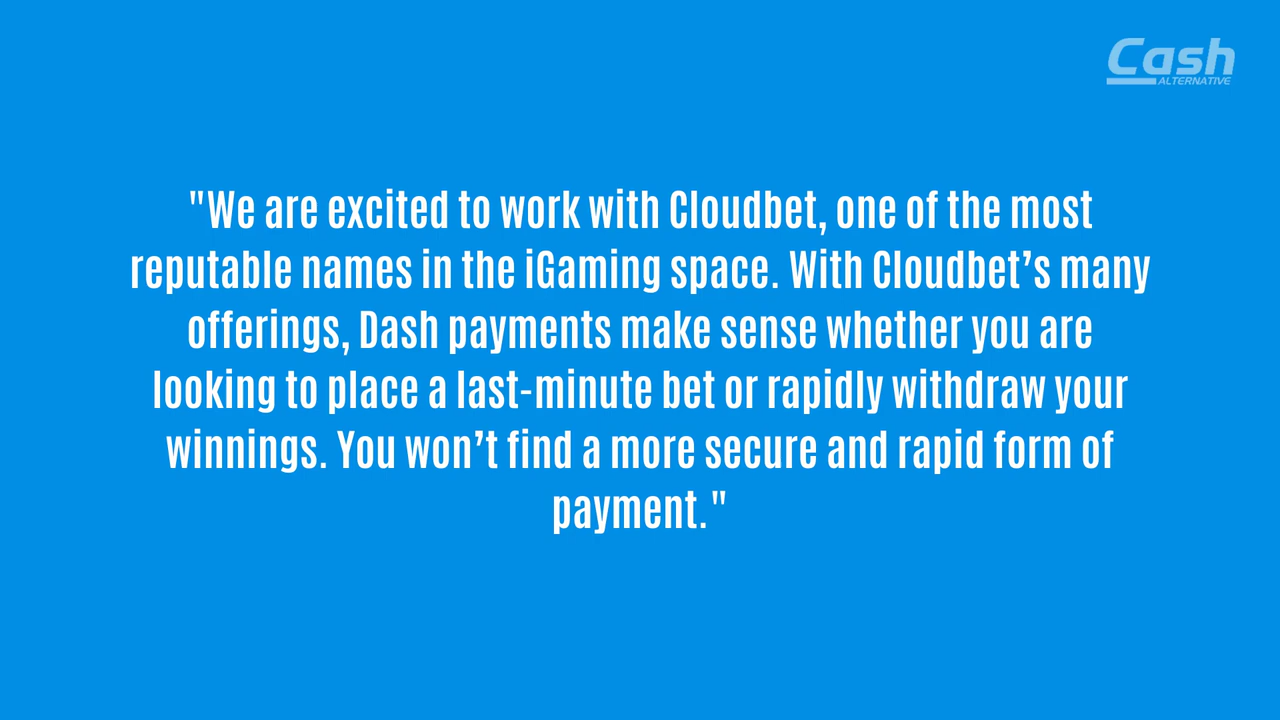 Cash
ALTERNATIVE
"We are excited to work with Cloudbet, one of the most
reputable names in the iGaming space. With Cloudbet’s many
offerings, Dash payments make sense whether you are
looking to place a last-minute bet or rapidly withdraw your
winnings. You won’t find a more secure and rapid form of
payment."